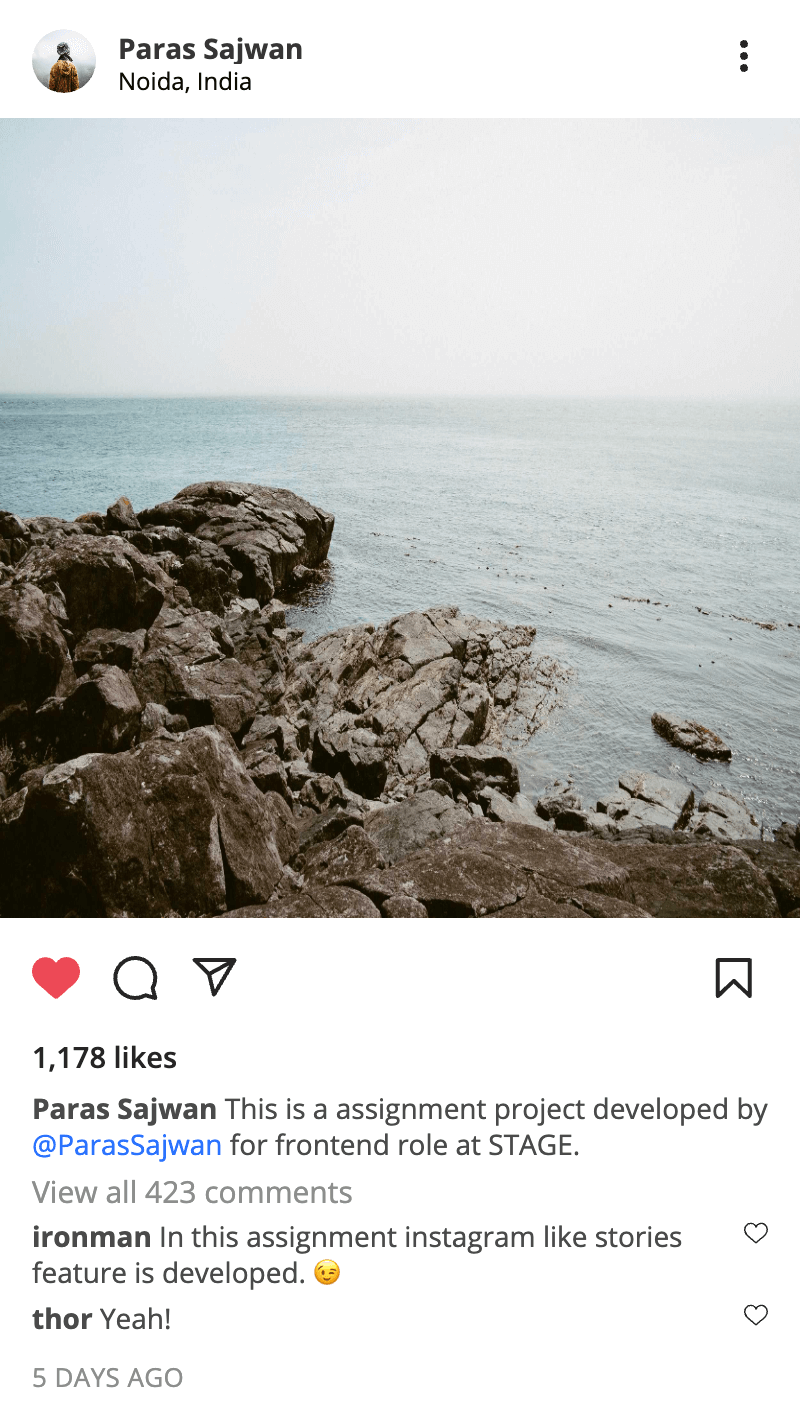 Paras Sajwan
Noida, India
1,178 likes
Paras Sajwan This is a assignment project developed by
@ParasSajwan for frontend role at STAGE.
View all 423 comments
ironman In this assignment instagram like stories
feature is developed. 😉
thor Yeah!
5 DAYS AGO